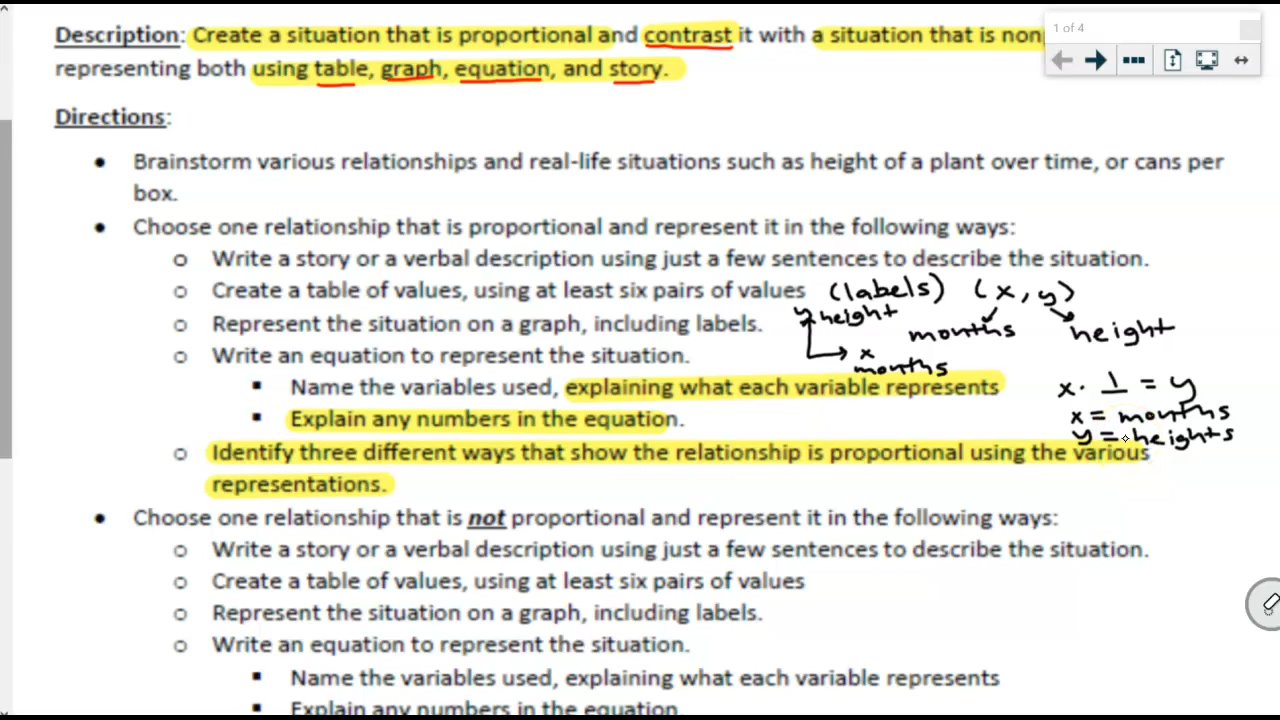 Description: Create a situation that is proportional and contrast it with a situation that is non
1 of 4
representing both using table, graph, equation, and story.
Directions:
• Brainstorm various relationships and real-life situations such as height of a plant over time, or cans per
box.
• Choose one relationship that is proportional and represent it in the following ways:
o Write a story or a verbal description using just a few sentences to describe the situation.
o Create a table of values, using at least six pairs of values (labels) (x, y)
y height
months height
o Represent the situation on a graph, including labels.
x
months
o Write an equation to represent the situation.
▪ Name the variables used, explaining what each variable represents
x · 1 = y
x = months
▪ Explain any numbers in the equation.
y = heights
o Identify three different ways that show the relationship is proportional using the various
representations.
• Choose one relationship that is not proportional and represent it in the following ways:
o Write a story or a verbal description using just a few sentences to describe the situation.
o Create a table of values, using at least six pairs of values
o Represent the situation on a graph, including labels.
o Write an equation to represent the situation.
▪ Name the variables used, explaining what each variable represents
▪ Explain any numbers in the equation